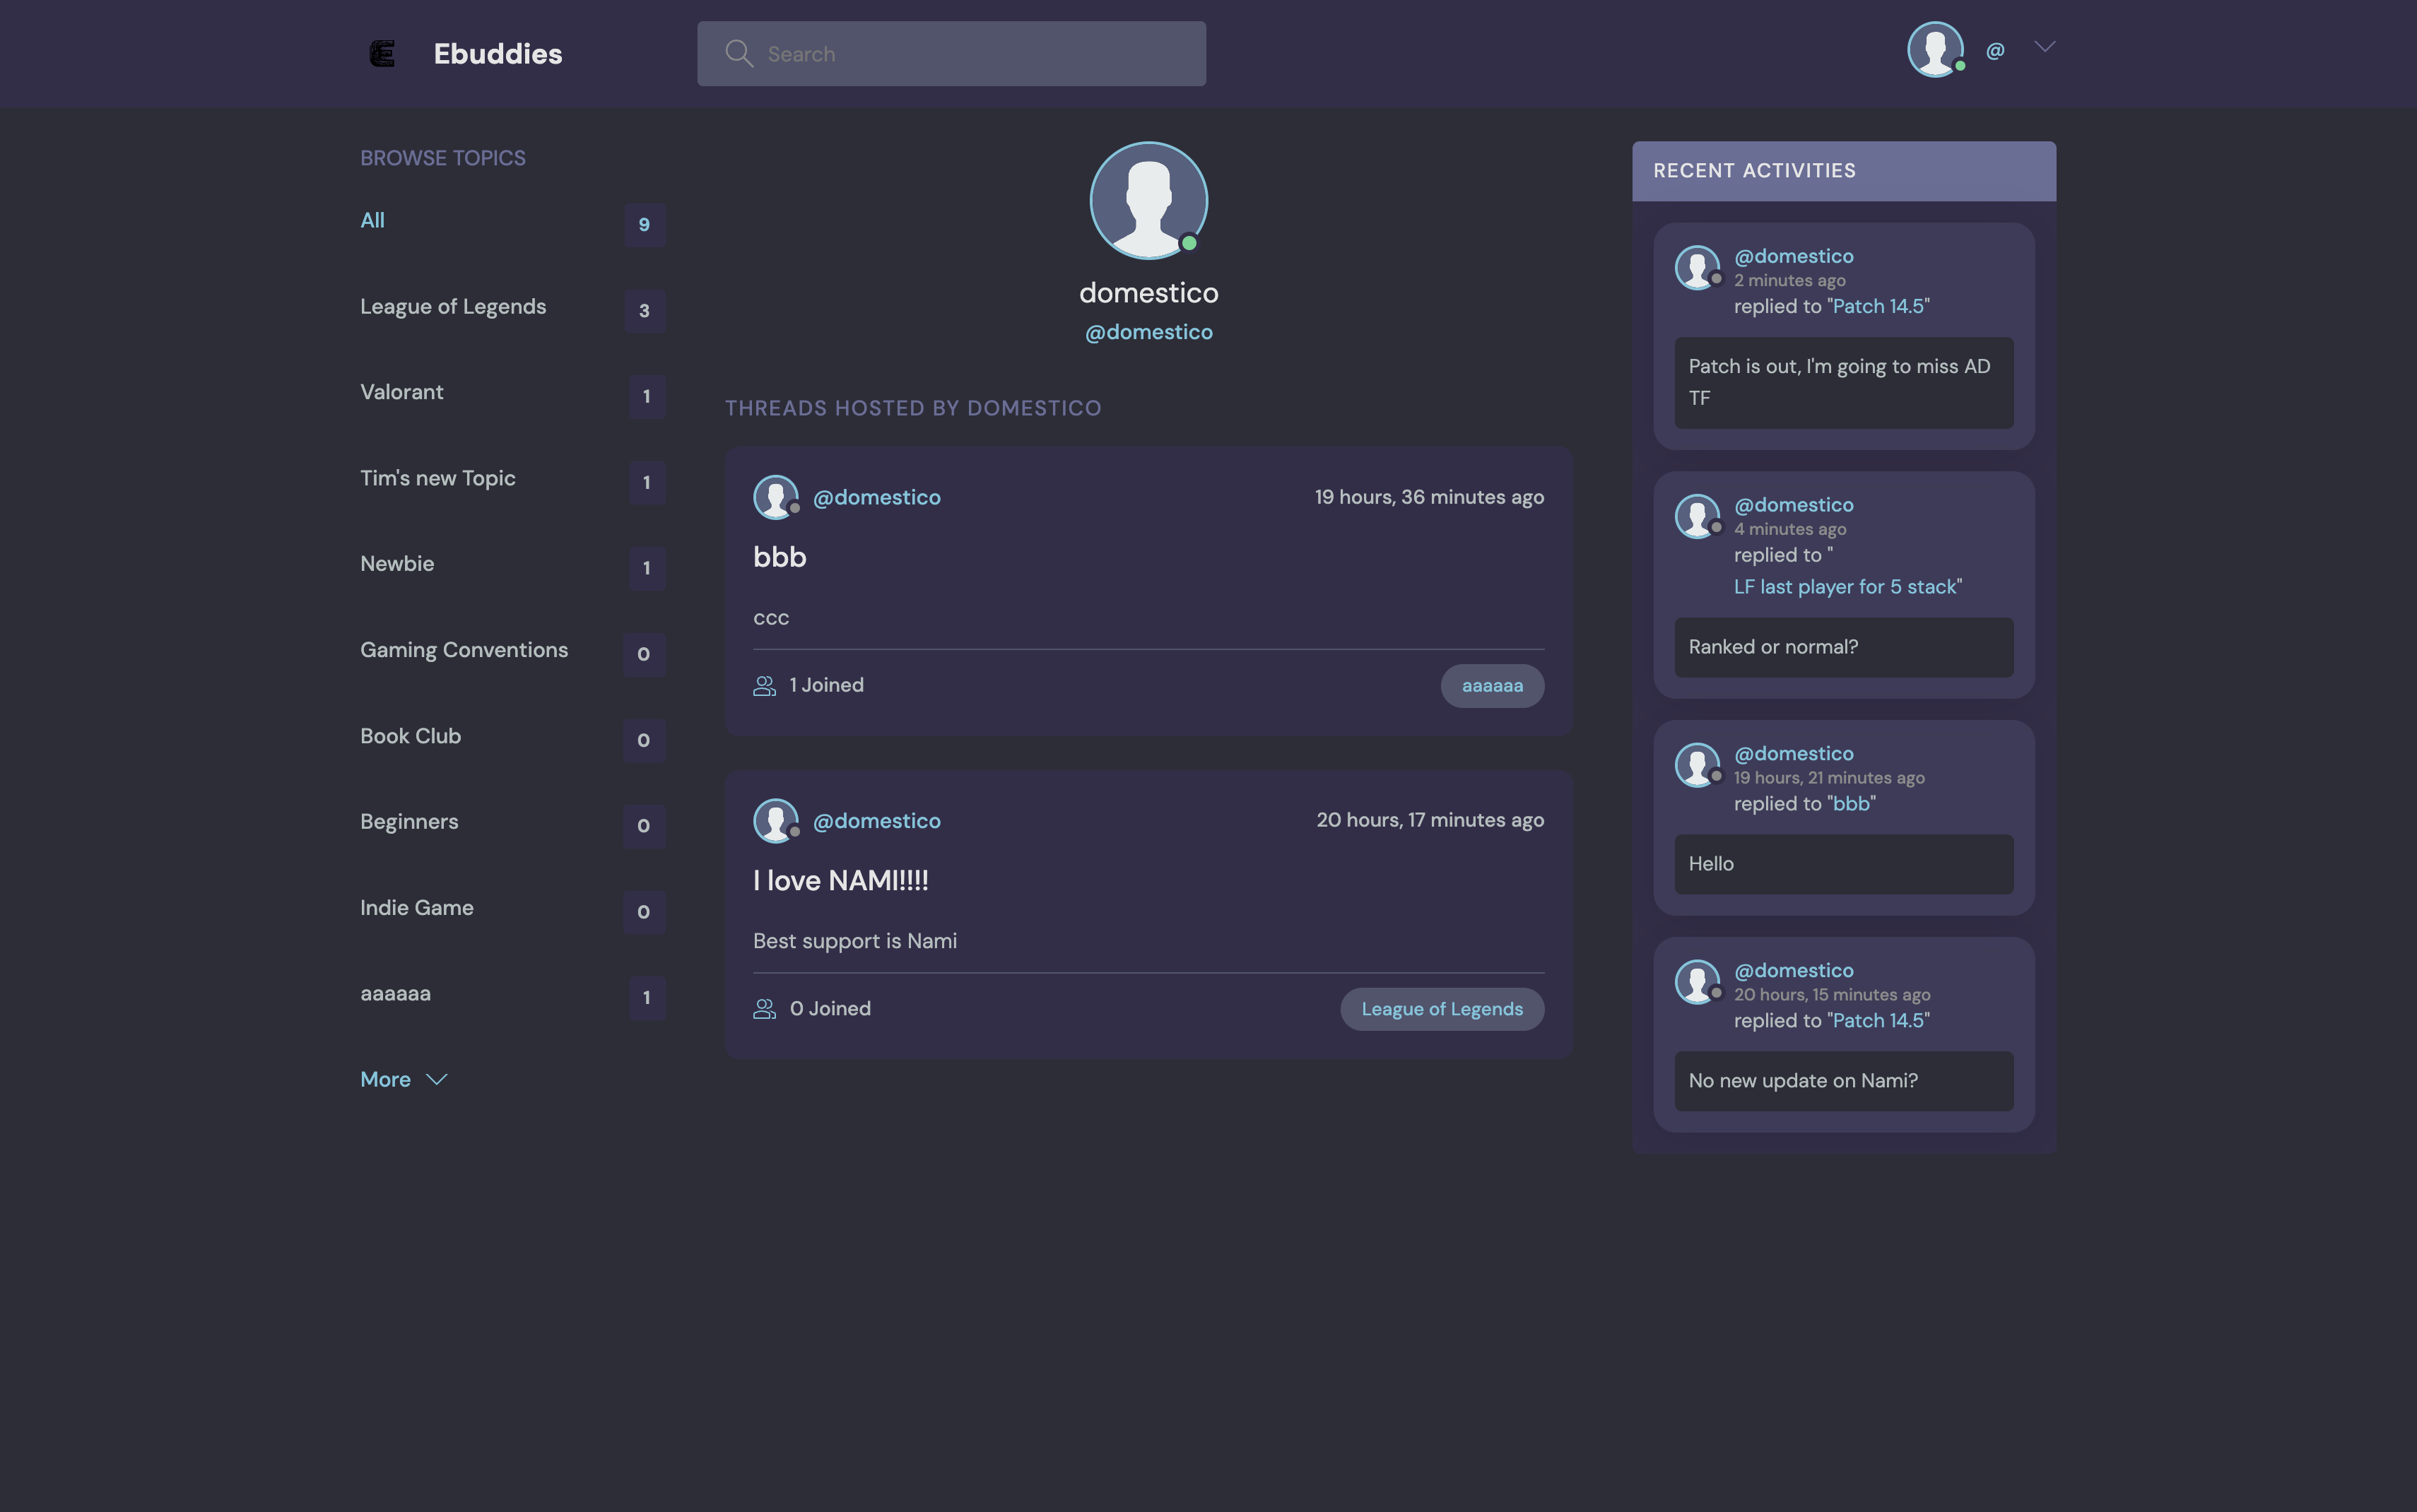 Ebuddies
Search
@
BROWSE TOPICS
All 9
League of Legends 3
Valorant 1
Tim's new Topic 1
Newbie 1
Gaming Conventions 0
Book Club 0
Beginners 0
Indie Game 0
aaaaaa 1
More
domestico
@domestico
THREADS HOSTED BY DOMESTICO
@domestico 19 hours, 36 minutes ago
bbb
ccc
1 Joined aaaaaa
@domestico 20 hours, 17 minutes ago
I love NAMI!!!!
Best support is Nami
0 Joined League of Legends
RECENT ACTIVITIES
@domestico
2 minutes ago
replied to "Patch 14.5"
Patch is out, I'm going to miss AD
TF
@domestico
4 minutes ago
replied to "
LF last player for 5 stack"
Ranked or normal?
@domestico
19 hours, 21 minutes ago
replied to "bbb"
Hello
@domestico
20 hours, 15 minutes ago
replied to "Patch 14.5"
No new update on Nami?